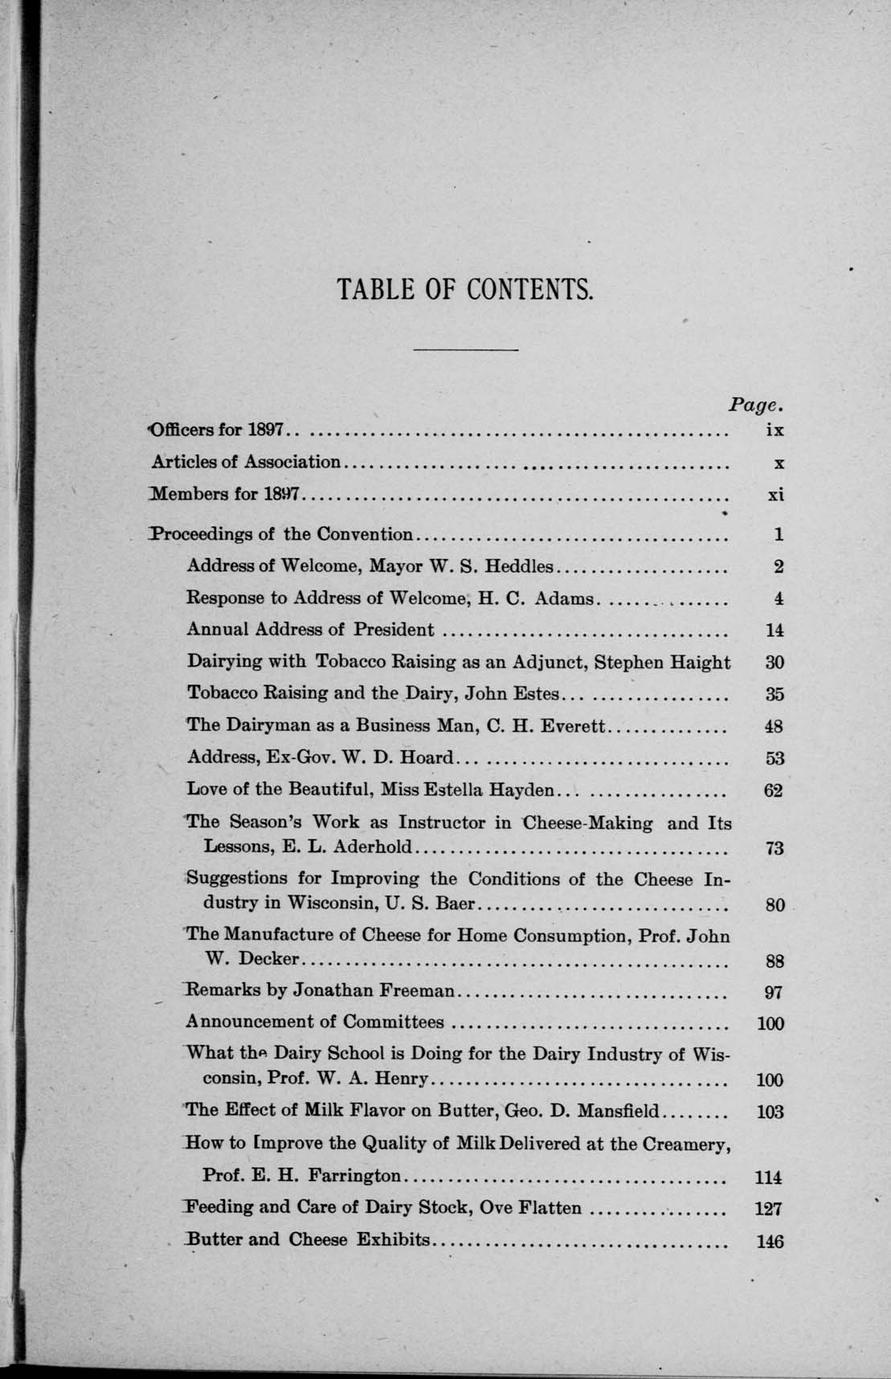 TABLE OF CONTENTS.
Page.
Officers for 1897.. ................................................ ix
Articles of Association............................................ x
Members for 1897................................................ xi
Proceedings of the Convention.................................... 1
Address of Welcome, Mayor W. S. Heddles.................... 2
Response to Address of Welcome, H. C. Adams............... 4
Annual Address of President ................................. 14
Dairying with Tobacco Raising as an Adjunct, Stephen Haight 30
Tobacco Raising and the Dairy, John Estes................... 35
The Dairyman as a Business Man, C. H. Everett.............. 48
Address, Ex-Gov. W. D. Hoard............................... 53
Love of the Beautiful, Miss Estella Hayden................... 62
The Season's Work as Instructor in Cheese-Making and Its
Lessons, E. L. Aderhold.................................... 73
Suggestions for Improving the Conditions of the Cheese In-
dustry in Wisconsin, U. S. Baer............................. 80
The Manufacture of Cheese for Home Consumption, Prof. John
W. Decker................................................. 88
Remarks by Jonathan Freeman............................... 97
Announcement of Committees ................................ 100
What the Dairy School is Doing for the Dairy Industry of Wis-
consin, Prof. W. A. Henry.................................. 100
The Effect of Milk Flavor on Butter, Geo. D. Mansfield........ 103
How to Improve the Quality of Milk Delivered at the Creamery,
Prof. E. H. Farrington..................................... 114
Feeding and Care of Dairy Stock, Ove Flatten ................ 127
Butter and Cheese Exhibits.................................. 146